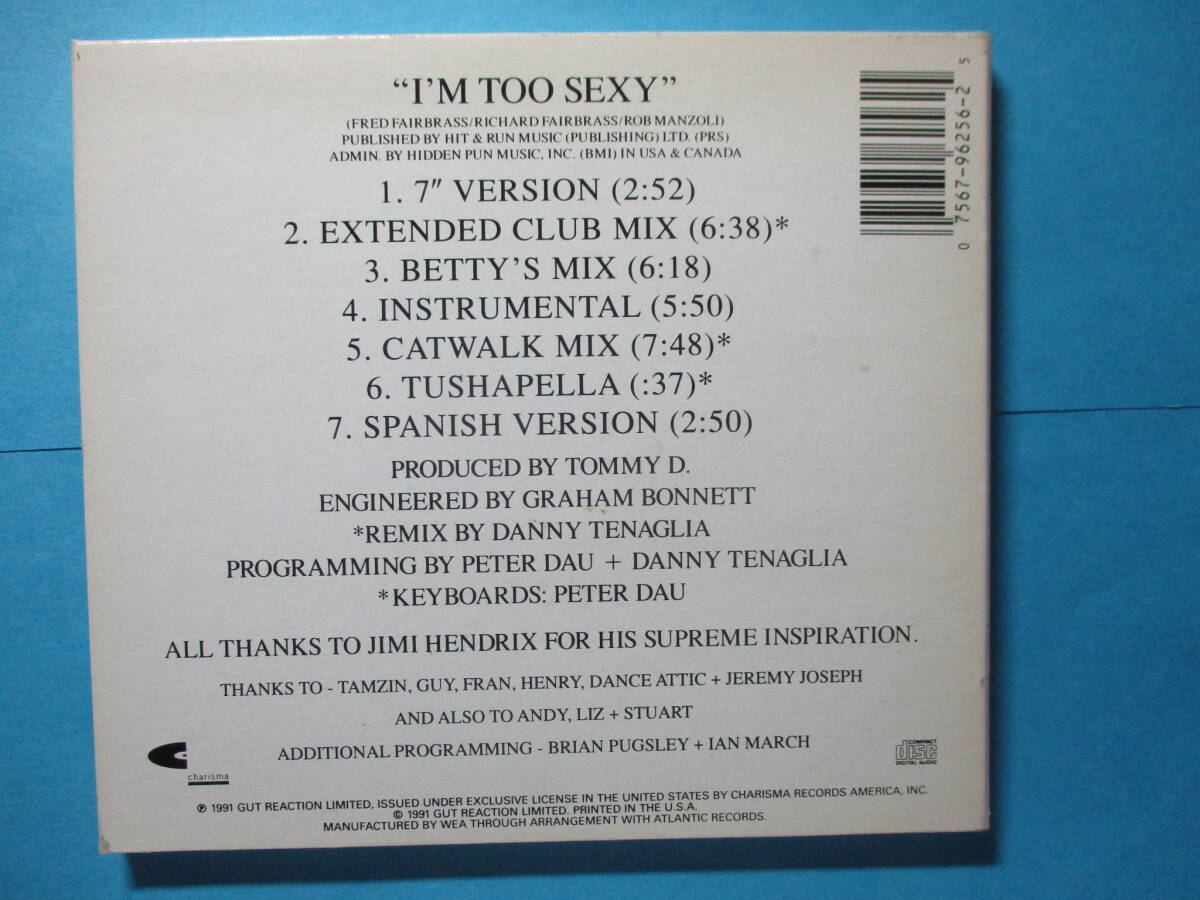 “I'M TOO SEXY”
(FRED FAIRBRASS/RICHARD FAIRBRASS/ROB MANZOLI)
PUBLISHED BY HIT & RUN MUSIC (PUBLISHING) LTD. (PRS)
ADMIN. BY HIDDEN PUN MUSIC, INC. (BMI) IN USA & CANADA
1. 7″ VERSION (2:52)
2. EXTENDED CLUB MIX (6:38)*
3. BETTY'S MIX (6:18)
4. INSTRUMENTAL (5:50)
5. CATWALK MIX (7:48)*
6. TUSHAPELLA (:37)*
7. SPANISH VERSION (2:50)
PRODUCED BY TOMMY D.
ENGINEERED BY GRAHAM BONNETT
*REMIX BY DANNY TENAGLIA
PROGRAMMING BY PETER DAU + DANNY TENAGLIA
*KEYBOARDS: PETER DAU
ALL THANKS TO JIMI HENDRIX FOR HIS SUPREME INSPIRATION.
THANKS TO - TAMZIN, GUY, FRAN, HENRY, DANCE ATTIC + JEREMY JOSEPH
AND ALSO TO ANDY, LIZ + STUART
ADDITIONAL PROGRAMMING - BRIAN PUGSLEY + IAN MARCH
charisma
COMPACT
disc
DIGITAL AUDIO
℗ 1991 GUT REACTION LIMITED, ISSUED UNDER EXCLUSIVE LICENSE IN THE UNITED STATES BY CHARISMA RECORDS AMERICA, INC.
© 1991 GUT REACTION LIMITED. PRINTED IN THE U.S.A.
MANUFACTURED BY WEA THROUGH ARRANGEMENT WITH ATLANTIC RECORDS.
0 7567-96256-2 5